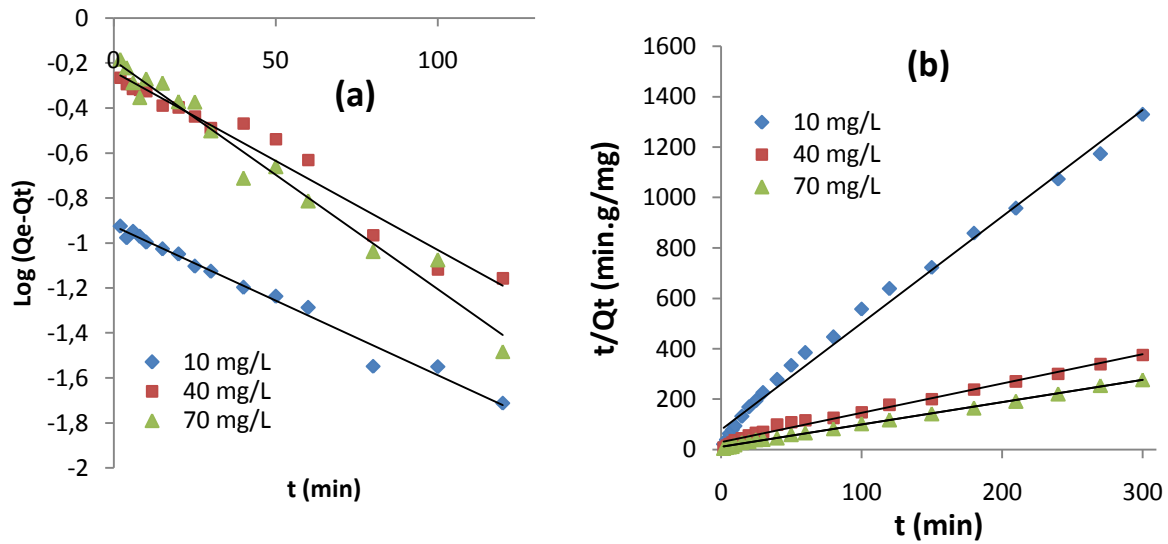 0
-0,2
-0,4
-0,6
-0,8
-1
-1,2
-1,4
-1,6
-1,8
-2
0
50
100
(a)
Log (Qe-Qt)
t (min)
10 mg/L
40 mg/L
70 mg/L
1600
1400
1200
1000
800
600
400
200
0
0
100
200
300
(b)
t/Qt (min.g/mg)
t (min)
10 mg/L
40 mg/L
70 mg/L